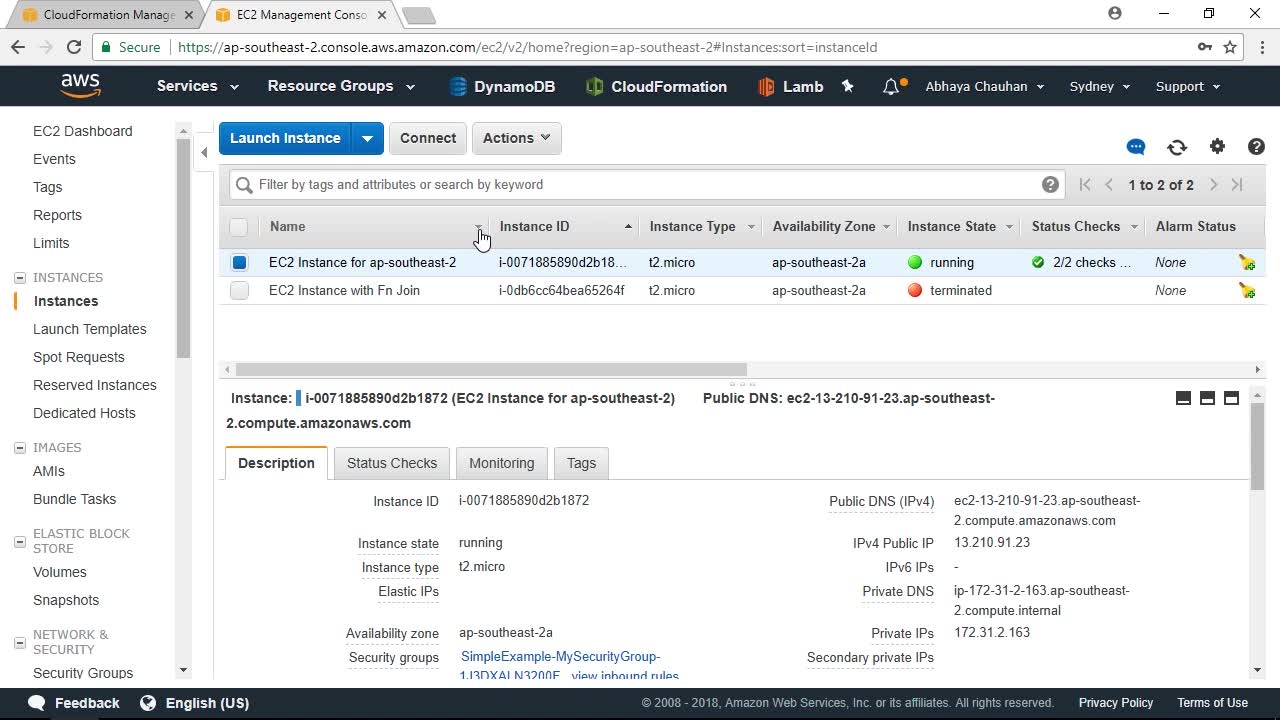 CloudFormation Manage
EC2 Management Conso
Secure
https://ap-southeast-2.console.aws.amazon.com/ec2/v2/home?region=ap-southeast-2#Instances:sort=instanceId
aws
Services
Resource Groups
DynamoDB
CloudFormation
Lamb
Abhaya Chauhan
Sydney
Support
EC2 Dashboard
Events
Tags
Reports
Limits
INSTANCES
Instances
Launch Templates
Spot Requests
Reserved Instances
Dedicated Hosts
IMAGES
AMIs
Bundle Tasks
ELASTIC BLOCK
STORE
Volumes
Snapshots
NETWORK &
SECURITY
Security Groups
Launch Instance
Connect
Actions
Filter by tags and attributes or search by keyword
1 to 2 of 2
Name Instance ID Instance Type Availability Zone Instance State Status Checks Alarm Status
EC2 Instance for ap-southeast-2 i-0071885890d2b18... t2.micro ap-southeast-2a running 2/2 checks ... None
EC2 Instance with Fn Join i-0db6cc64bea65264f t2.micro ap-southeast-2a terminated None
Instance: i-0071885890d2b1872 (EC2 Instance for ap-southeast-2) Public DNS: ec2-13-210-91-23.ap-southeast-
2.compute.amazonaws.com
Description
Status Checks
Monitoring
Tags
Instance ID i-0071885890d2b1872
Instance state running
Instance type t2.micro
Elastic IPs
Availability zone ap-southeast-2a
Security groups SimpleExample-MySecurityGroup-
1J3DXALN3200F view inbound rules
Public DNS (IPv4) ec2-13-210-91-23.ap-southeast-
2.compute.amazonaws.com
IPv4 Public IP 13.210.91.23
IPv6 IPs -
Private DNS ip-172-31-2-163.ap-southeast-
2.compute.internal
Private IPs 172.31.2.163
Secondary private IPs
Feedback
English (US)
© 2008 - 2018, Amazon Web Services, Inc. or its affiliates. All rights reserved.
Privacy Policy
Terms of Use